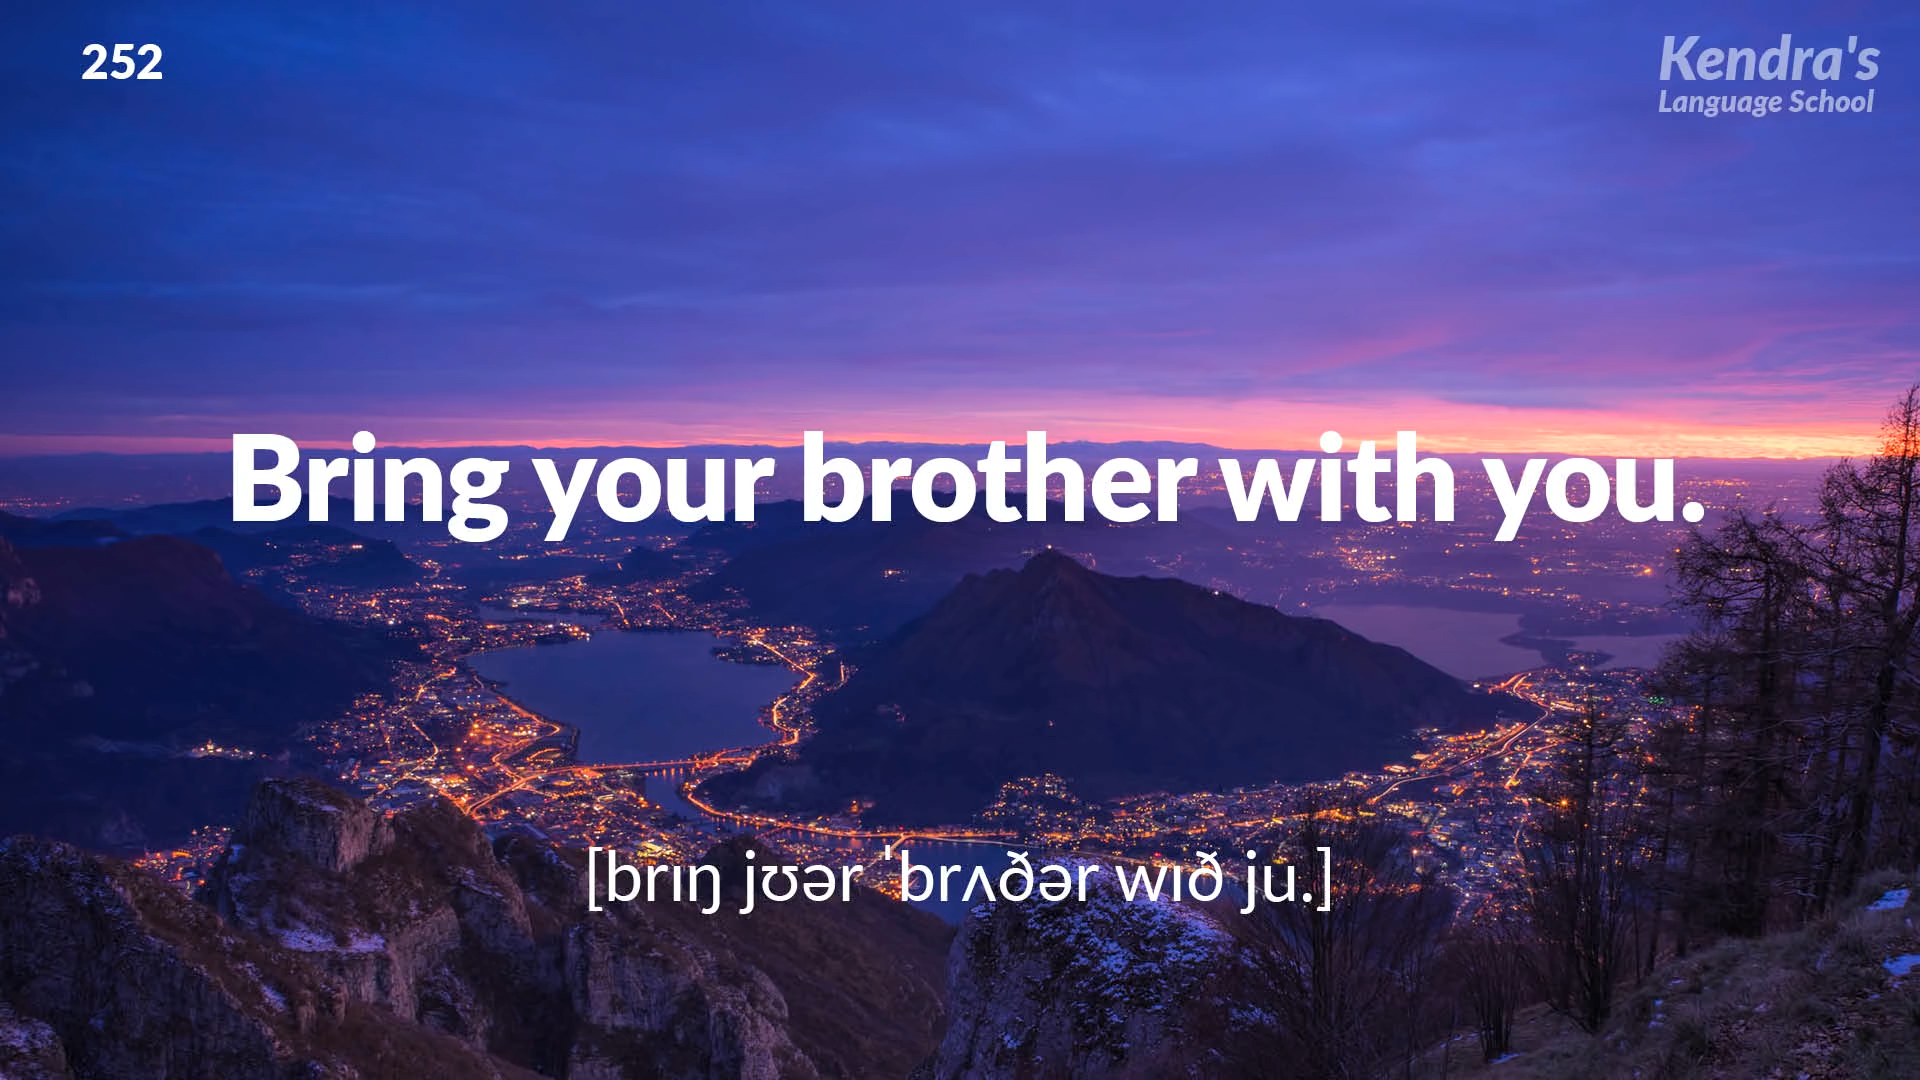 252
Kendra's
Language School
Bring your brother with you.
[brɪŋ jʊər ˈbrʌðər wɪð ju.]